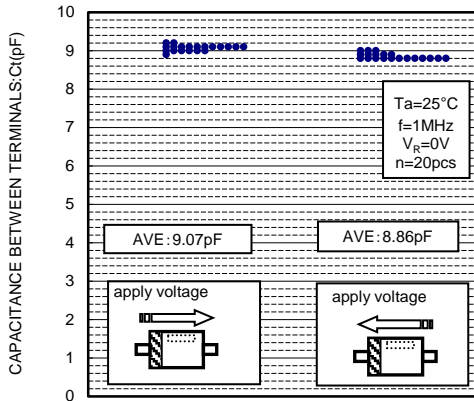 CAPACITANCE BETWEEN TERMINALS:Ct(pF)
10
9
8
7
6
5
4
3
2
1
0
Ta=25°C
f=1MHz
VR=0V
n=20pcs
AVE:9.07pF
AVE:8.86pF
apply voltage
apply voltage